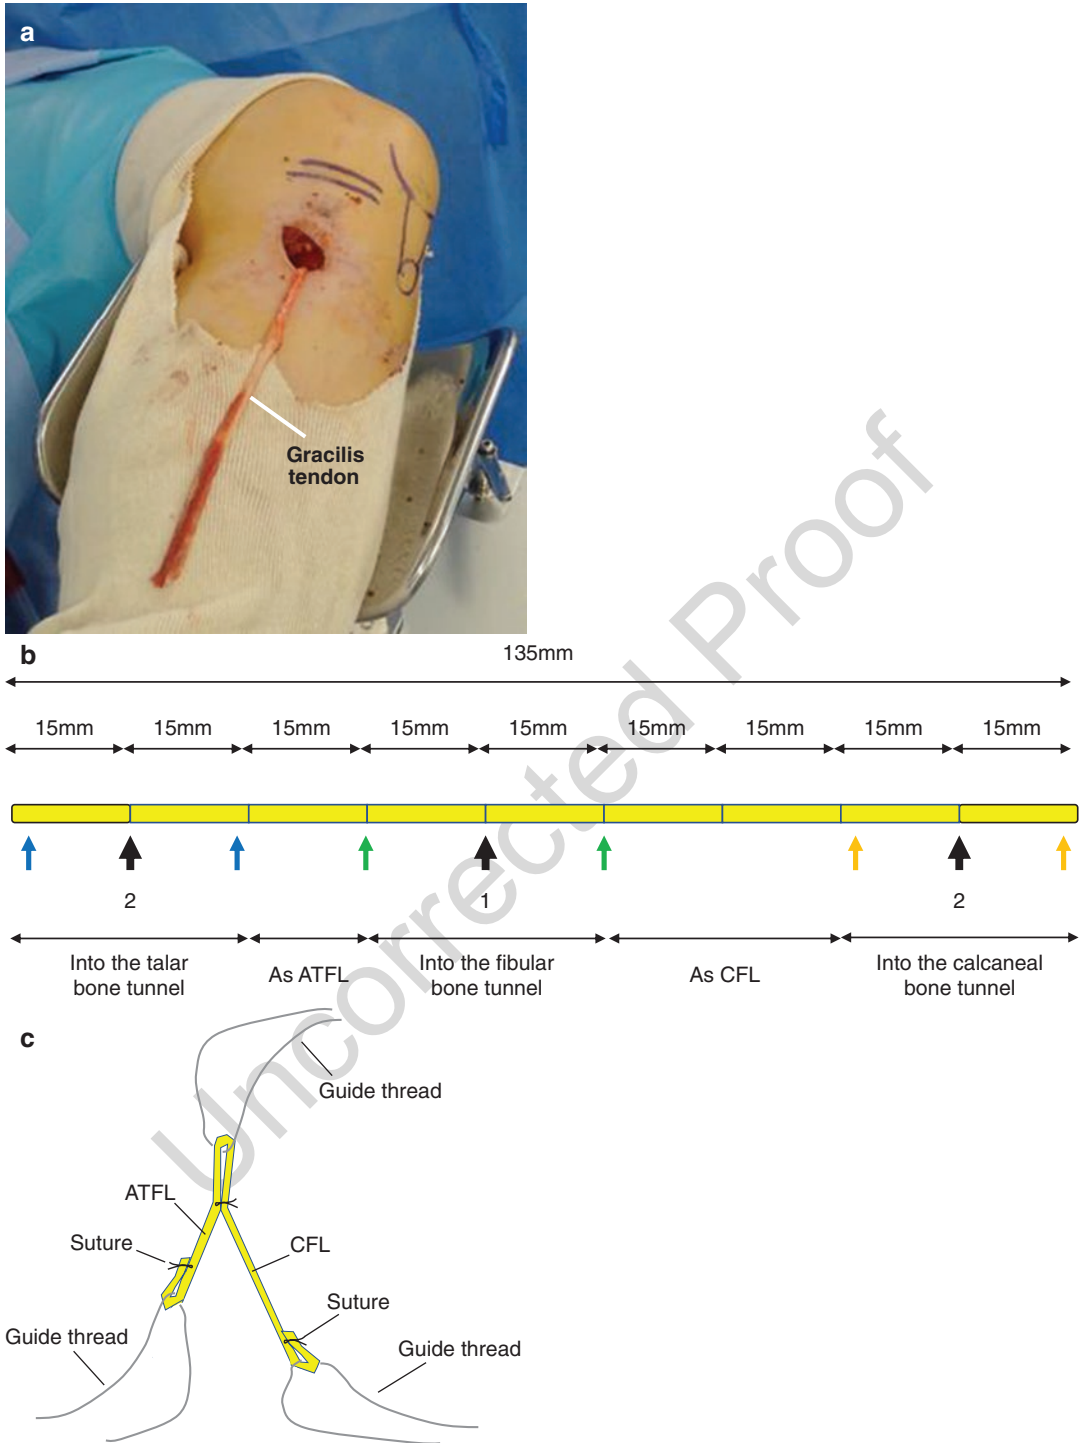 a
Gracilis
tendon
b
135mm
15mm 15mm 15mm 15mm 15mm 15mm 15mm 15mm 15mm
2 1 2
Into the talar
bone tunnel
As ATFL
Into the fibular
bone tunnel
As CFL
Into the calcaneal
bone tunnel
c
Guide thread
ATFL
Suture
CFL
Suture
Guide thread
Guide thread
Uncorrected Proof